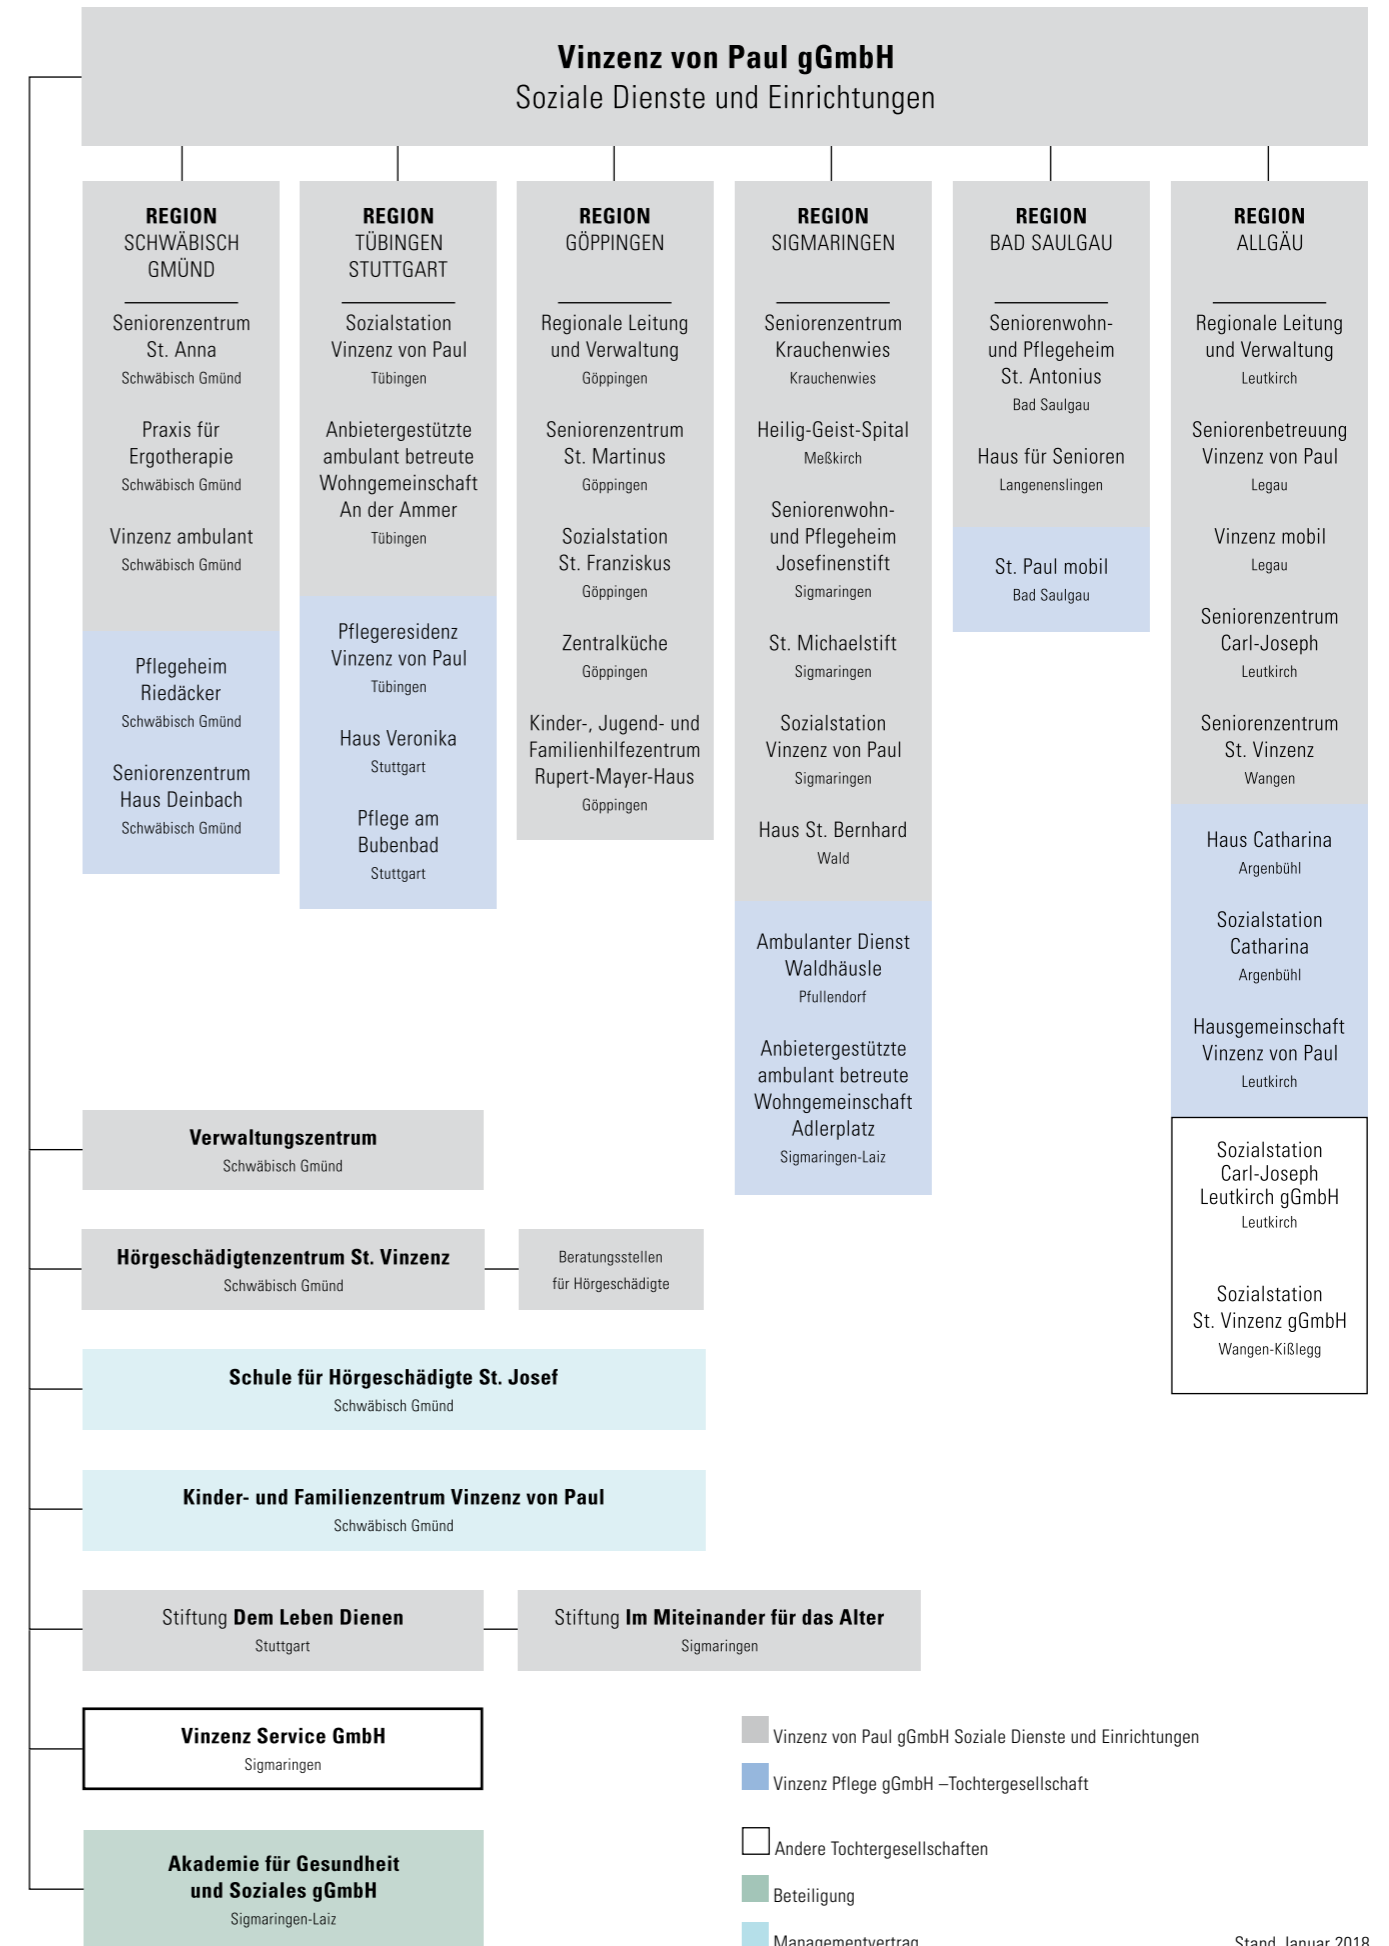 Vinzenz von Paul gGmbH
Soziale Dienste und Einrichtungen
REGION
SCHWÄBISCH
GMÜND
Seniorenzentrum
St. Anna
Schwäbisch Gmünd
Praxis für
Ergotherapie
Schwäbisch Gmünd
Vinzenz ambulant
Schwäbisch Gmünd
Pflegeheim
Riedäcker
Schwäbisch Gmünd
Seniorenzentrum
Haus Deinbach
Schwäbisch Gmünd
REGION
TÜBINGEN
STUTTGART
Sozialstation
Vinzenz von Paul
Tübingen
Anbietergestützte
ambulant betreute
Wohngemeinschaft
An der Ammer
Tübingen
Pflegeresidenz
Vinzenz von Paul
Tübingen
Haus Veronika
Stuttgart
Pflege am
Bubenbad
Stuttgart
REGION
GÖPPINGEN
Regionale Leitung
und Verwaltung
Göppingen
Seniorenzentrum
St. Martinus
Göppingen
Sozialstation
St. Franziskus
Göppingen
Zentralküche
Göppingen
Kinder-, Jugend- und
Familienhilfezentrum
Rupert-Mayer-Haus
Göppingen
REGION
SIGMARINGEN
Seniorenzentrum
Krauchenwies
Krauchenwies
Heilig-Geist-Spital
Meßkirch
Seniorenwohn-
und Pflegeheim
Josefinenstift
Sigmaringen
St. Michaelstift
Sigmaringen
Sozialstation
Vinzenz von Paul
Sigmaringen
Haus St. Bernhard
Wald
Ambulanter Dienst
Waldhäusle
Pfullendorf
Anbietergestützte
ambulant betreute
Wohngemeinschaft
Adlerplatz
Sigmaringen-Laiz
REGION
BAD SAULGAU
Seniorenwohn-
und Pflegeheim
St. Antonius
Bad Saulgau
Haus für Senioren
Langenenslingen
St. Paul mobil
Bad Saulgau
REGION
ALLGÄU
Regionale Leitung
und Verwaltung
Leutkirch
Seniorenbetreuung
Vinzenz von Paul
Legau
Vinzenz mobil
Legau
Seniorenzentrum
Carl-Joseph
Leutkirch
Seniorenzentrum
St. Vinzenz
Wangen
Haus Catharina
Argenbühl
Sozialstation
Catharina
Argenbühl
Hausgemeinschaft
Vinzenz von Paul
Leutkirch
Sozialstation
Carl-Joseph
Leutkirch gGmbH
Leutkirch
Sozialstation
St. Vinzenz gGmbH
Wangen-Kißlegg
Verwaltungszentrum
Schwäbisch Gmünd
Hörgeschädigtenzentrum St. Vinzenz
Schwäbisch Gmünd
Beratungsstellen
für Hörgeschädigte
Schule für Hörgeschädigte St. Josef
Schwäbisch Gmünd
Kinder- und Familienzentrum Vinzenz von Paul
Schwäbisch Gmünd
Stiftung Dem Leben Dienen
Stuttgart
Stiftung Im Miteinander für das Alter
Sigmaringen
Vinzenz Service GmbH
Sigmaringen
Akademie für Gesundheit
und Soziales gGmbH
Sigmaringen-Laiz
Vinzenz von Paul gGmbH Soziale Dienste und Einrichtungen
Vinzenz Pflege gGmbH –Tochtergesellschaft
Andere Tochtergesellschaften
Beteiligung
Managementvertrag
Stand Januar 2018